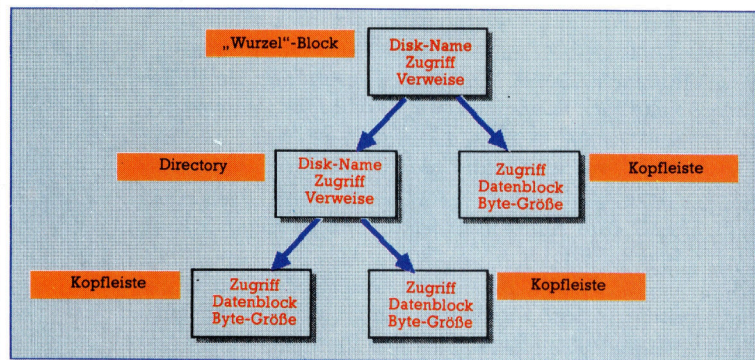 „Wurzel“-Block
Disk-Name
Zugriff
Verweise
Directory
Disk-Name
Zugriff
Verweise
Zugriff
Datenblock
Byte-Größe
Kopfleiste
Kopfleiste
Zugriff
Datenblock
Byte-Größe
Zugriff
Datenblock
Byte-Größe
Kopfleiste